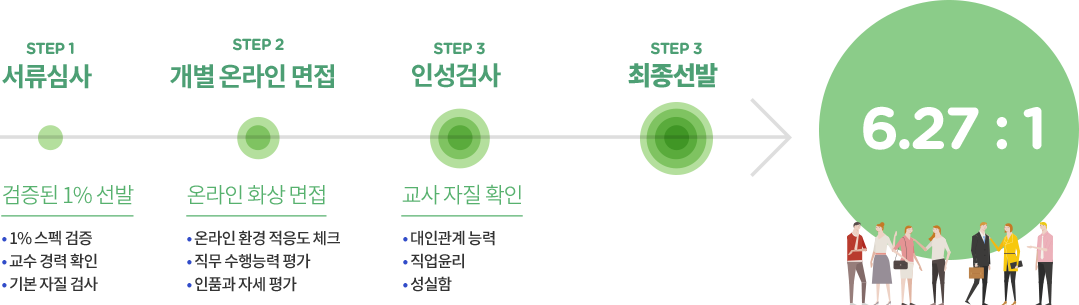 STEP 1
서류심사
STEP 2
개별 온라인 면접
STEP 3
인성검사
STEP 3
최종선발
6.27 : 1
검증된 1% 선발
• 1% 스펙 검증
• 교수 경력 확인
• 기본 자질 검사
온라인 화상 면접
• 온라인 환경 적응도 체크
• 직무 수행능력 평가
• 인품과 자세 평가
교사 자질 확인
• 대인관계 능력
• 직업윤리
• 성실함